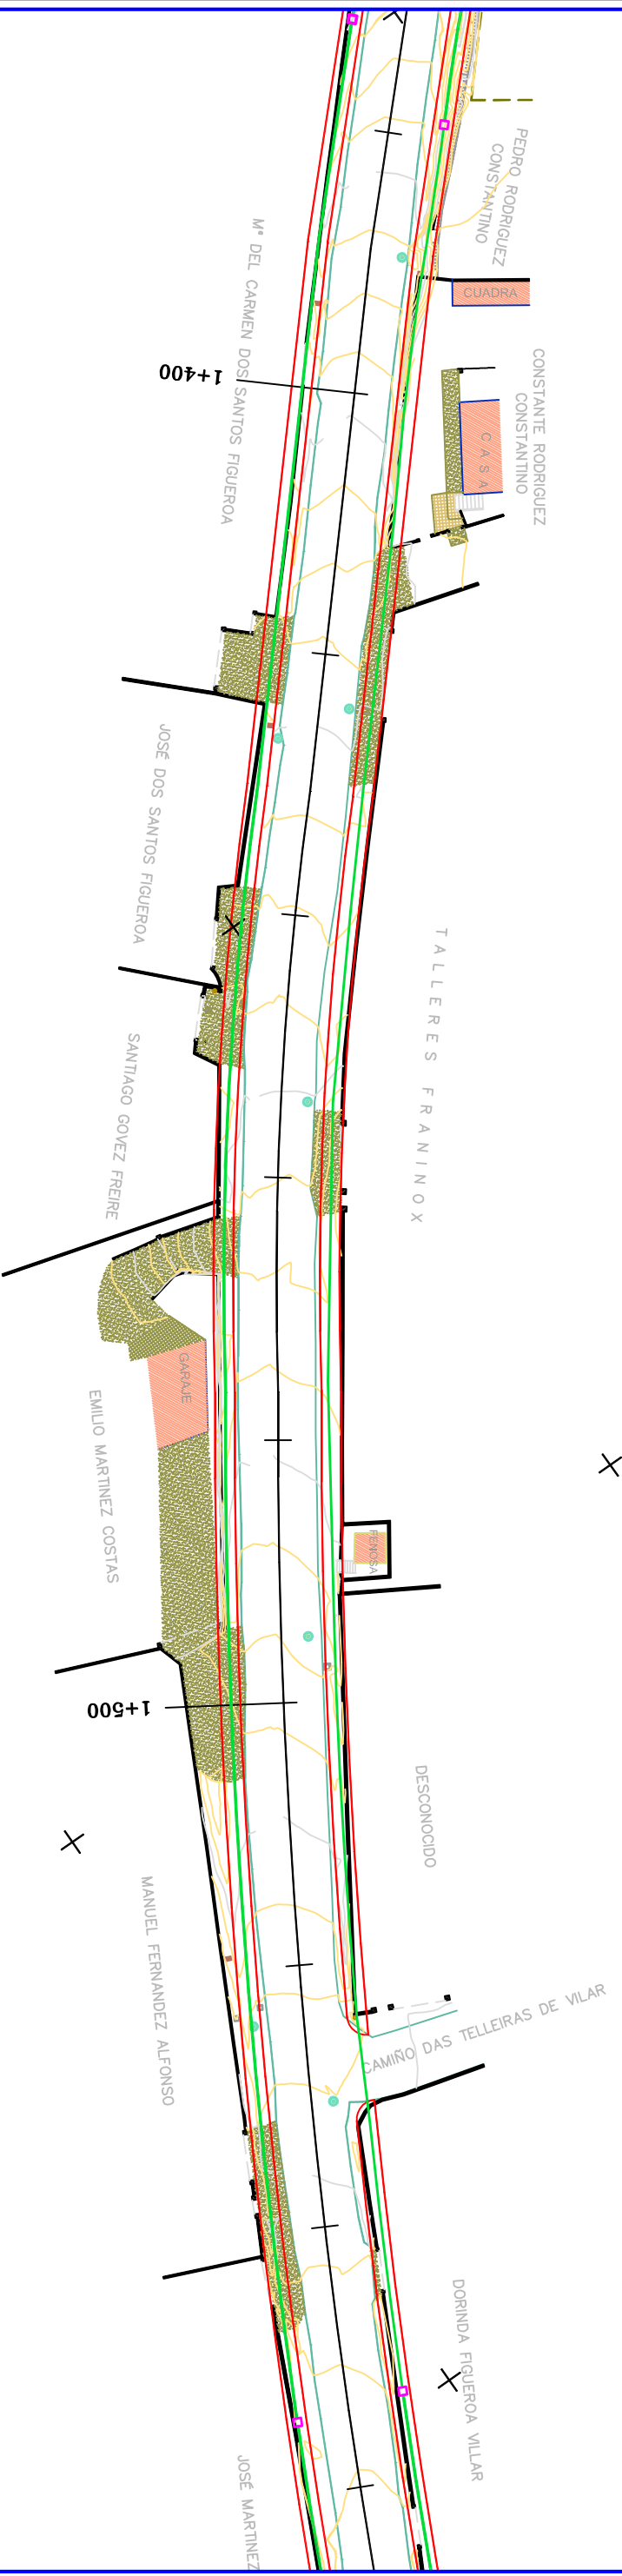 PEDRO RODRIGUEZ
CONSTANTINO
Mª DEL CARMEN DOS SANTOS FIGUEROA
CUADRA
1+400
CONSTANTE RODRIGUEZ
CONSTANTINO
CASA
JOSÉ DOS SANTOS FIGUEROA
TALLERES FRANINOX
SANTIAGO GOVEZ FREIRE
GARAJE
EMILIO MARTINEZ COSTAS
FENOSA
1+500
DESCONOCIDO
MANUEL FERNANDEZ ALFONSO
CAMIÑO DAS TELLEIRAS DE VILAR
DORINDA FIGUEROA VILLAR
JOSÉ MARTINEZ